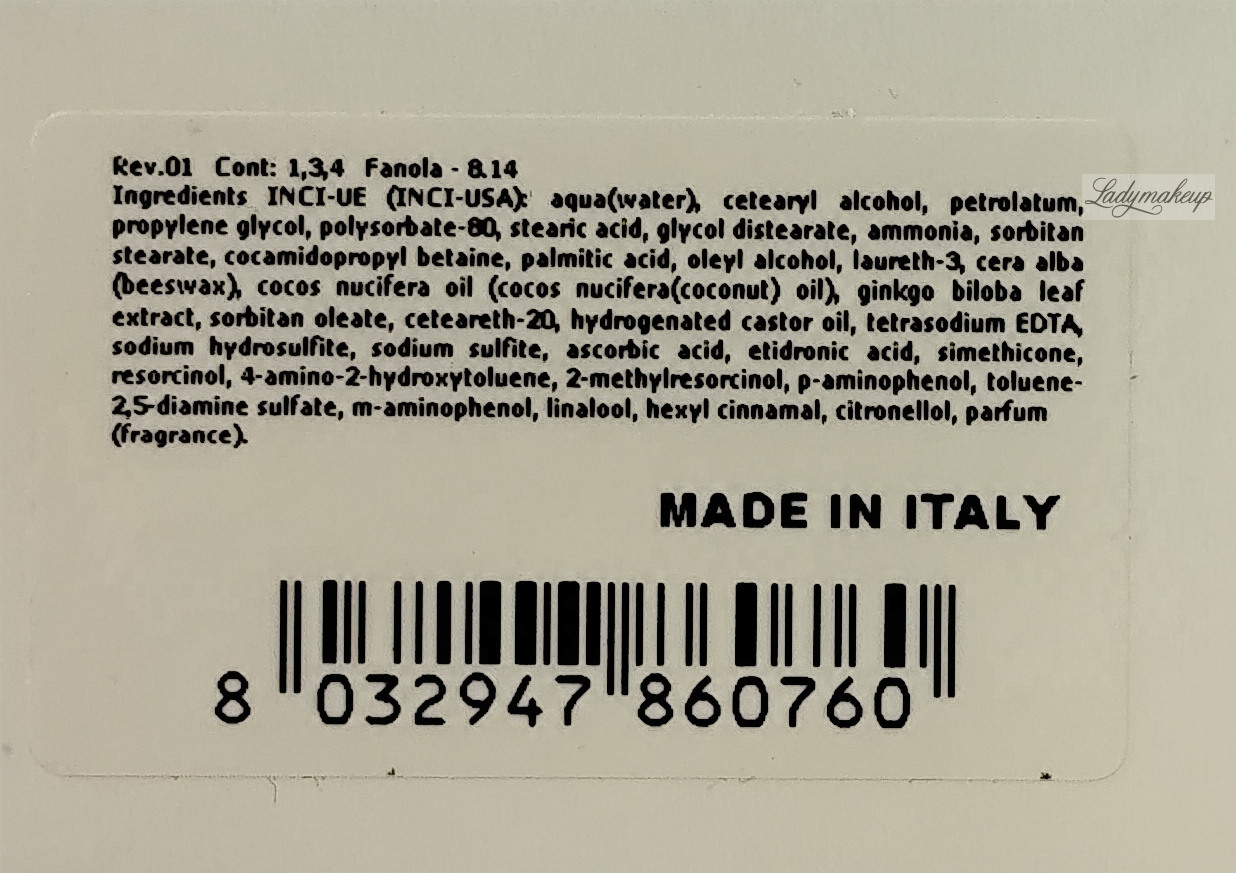 Rev.01 Cont: 1,3,4 Fanola - 8.14
Ingredients INCI-UE (INCI-USA): aqua(water), cetearyl alcohol, petrolatum,
propylene glycol, polysorbate-80, stearic acid, glycol distearate, ammonia, sorbitan
stearate, cocamidopropyl betaine, palmitic acid, oleyl alcohol, laureth-3, cera alba
(beeswax), cocos nucifera oil (cocos nucifera(coconut) oil), ginkgo biloba leaf
extract, sorbitan oleate, ceteareth-20, hydrogenated castor oil, tetrasodium EDTA,
sodium hydrosulfite, sodium sulfite, ascorbic acid, etidronic acid, simethicone,
resorcinol, 4-amino-2-hydroxytoluene, 2-methylresorcinol, p-aminophenol, toluene-
2,5-diamine sulfate, m-aminophenol, linalool, hexyl cinnamal, citronellol, parfum
(fragrance).
Ladymakeup
MADE IN ITALY
8 032947 860760